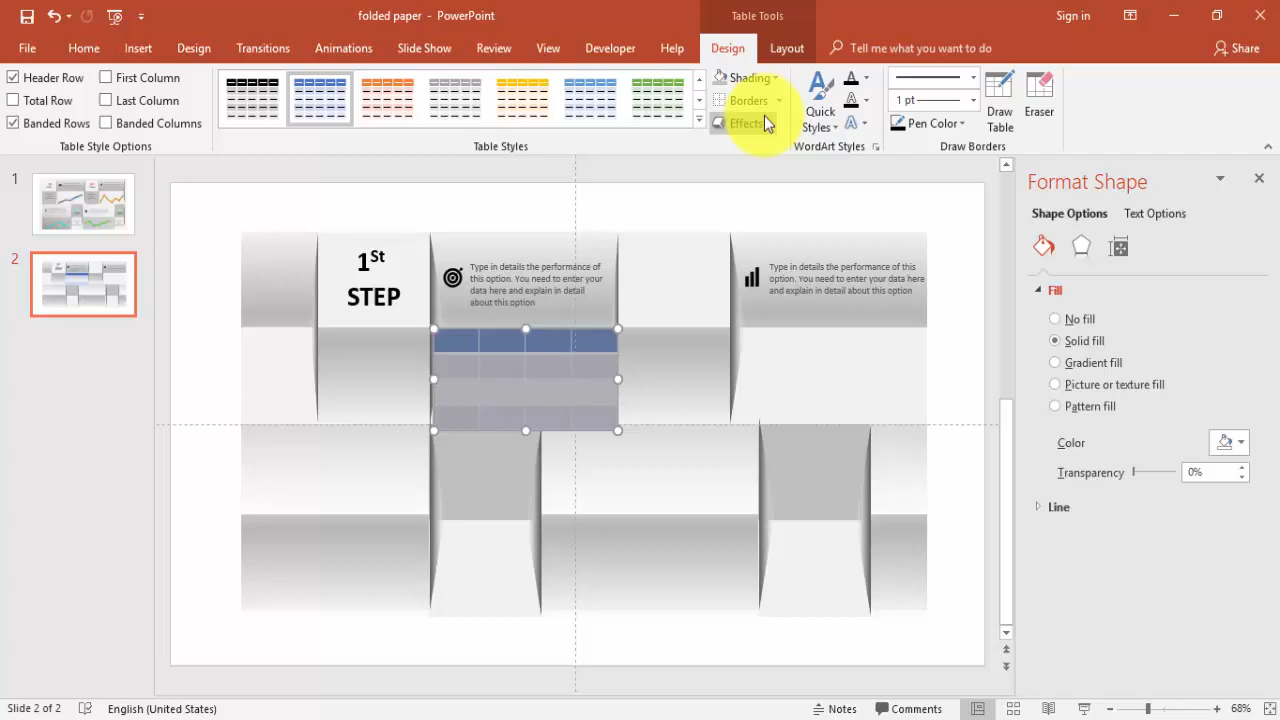 folded paper - PowerPoint
Table Tools
Sign in
File
Home
Insert
Design
Transitions
Animations
Slide Show
Review
View
Developer
Help
Design
Layout
Tell me what you want to do
Share
Header Row
First Column
Total Row
Last Column
Banded Rows
Banded Columns
Table Style Options
Table Styles
Shading
Borders
Effects
Quick
Styles
WordArt Styles
1 pt
Pen Color
Draw
Table
Eraser
Draw Borders
1
2
1St
STEP
Type in details the performance of
this option. You need to enter your
data here and explain in detail
about this option
Type in details the performance of this
option. You need to enter your data here
and explain in detail about this option
Format Shape
Shape Options
Text Options
Fill
No fill
Solid fill
Gradient fill
Picture or texture fill
Pattern fill
Color
Transparency
0%
Line
Slide 2 of 2
English (United States)
Notes
Comments
68%